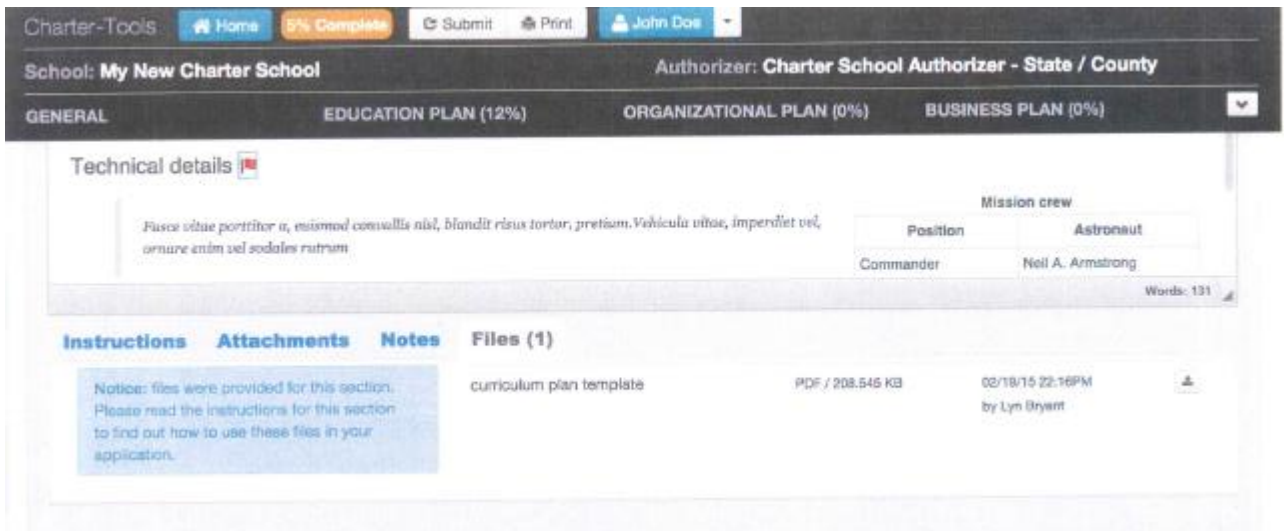 Charter-Tools Home 5% Complete Submit Print John Doe
School: My New Charter School Authorizer: Charter School Authorizer - State / County
GENERAL EDUCATION PLAN (12%) ORGANIZATIONAL PLAN (0%) BUSINESS PLAN (0%)
Technical details
Mission crew
Fusce vitae porttitor a, euismod convallis nisl, blandit risus tortor, pretium.Vehicula vitae, imperdiet vel,
ornare enim vel sodales rutrum
Position Astronaut
Commander Neil A. Armstrong
Words: 131
Instructions Attachments Notes Files (1)
Notice: files were provided for this section.
Please read the instructions for this section
to find out how to use these files in your
application.
curriculum plan template PDF / 208.545 KB 02/18/15 22:16PM
by Lyn Bryant